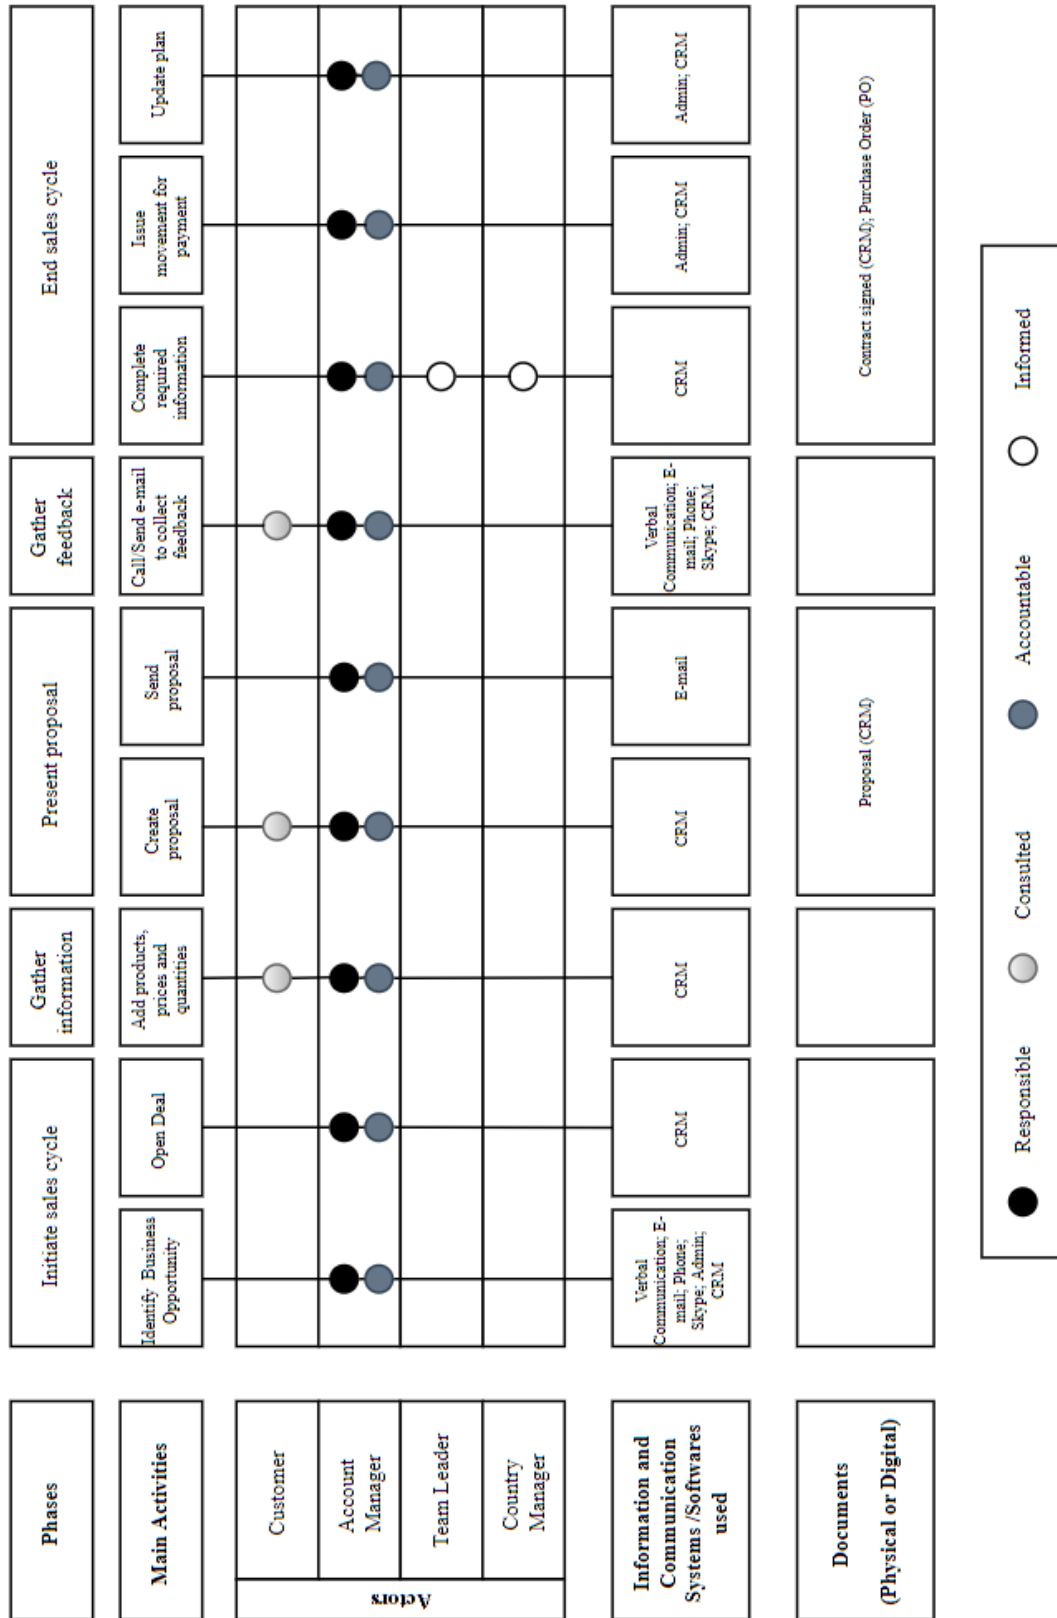 Phases
Initiate sales cycle
Gather
information
Present proposal
Gather
feedback
End sales cycle
Main Activities
Identify Business
Opportunity
Open Deal
Add products,
prices and
quantities
Create
proposal
Send
proposal
Call/Send e-mail
to collect
feedback
Complete
required
information
Issue
movement for
payment
Update plan
Actors
Customer
Account
Manager
Team Leader
Country
Manager
Information and
Communication
Systems /Softwares
used
Verbal
Communication; E-
mail; Phone;
Skype; Admin;
CRM
CRM
CRM
CRM
E-mail
Verbal
Communication; E-
mail; Phone;
Skype; CRM
CRM
Admin; CRM
Admin; CRM
Documents
(Physical or Digital)
Proposal (CRM)
Contract signed (CRM); Purchase Order (PO)
Responsible
Consulted
Accountable
Informed